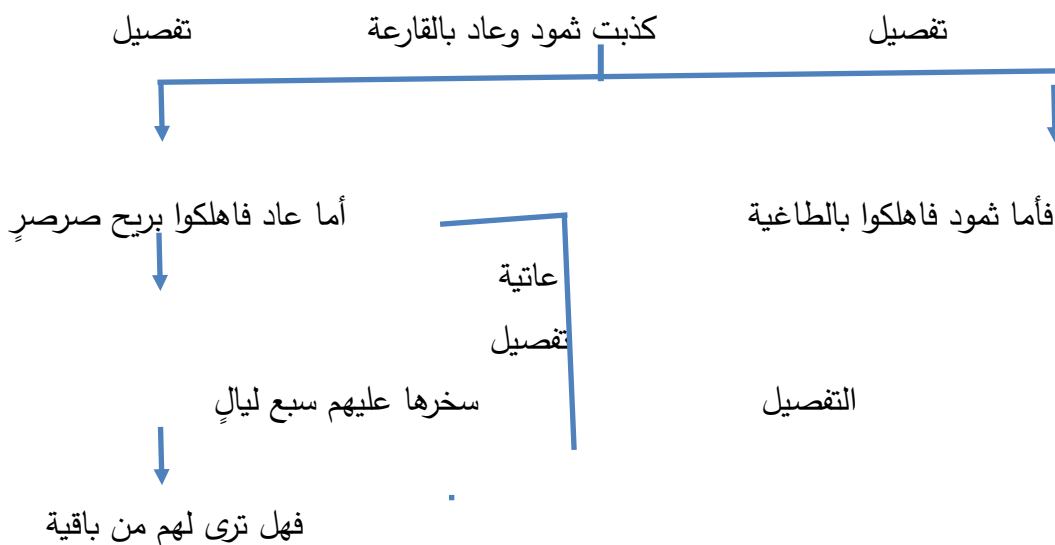 تفصيل كذبت ثمود وعاد بالقارعة تفصيل
فأما ثمود فاهلكوا بالطاغية أما عاد فاهلكوا بريح صرصرٍ
عاتية
تفصيل
التفصيل سخرها عليهم سبع ليالٍ
فهل ترى لهم من باقية